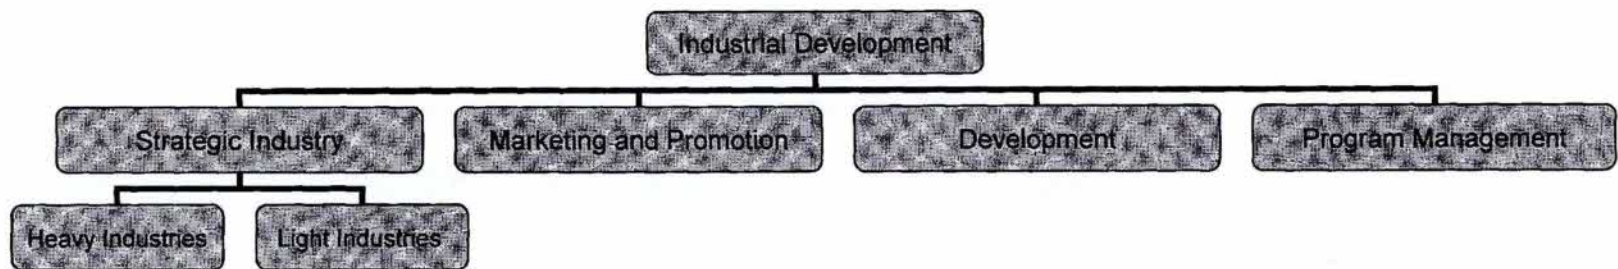 Industrial Development
Strategic Industry
Marketing and Promotion
Development
Program Management
Heavy Industries
Light Industries